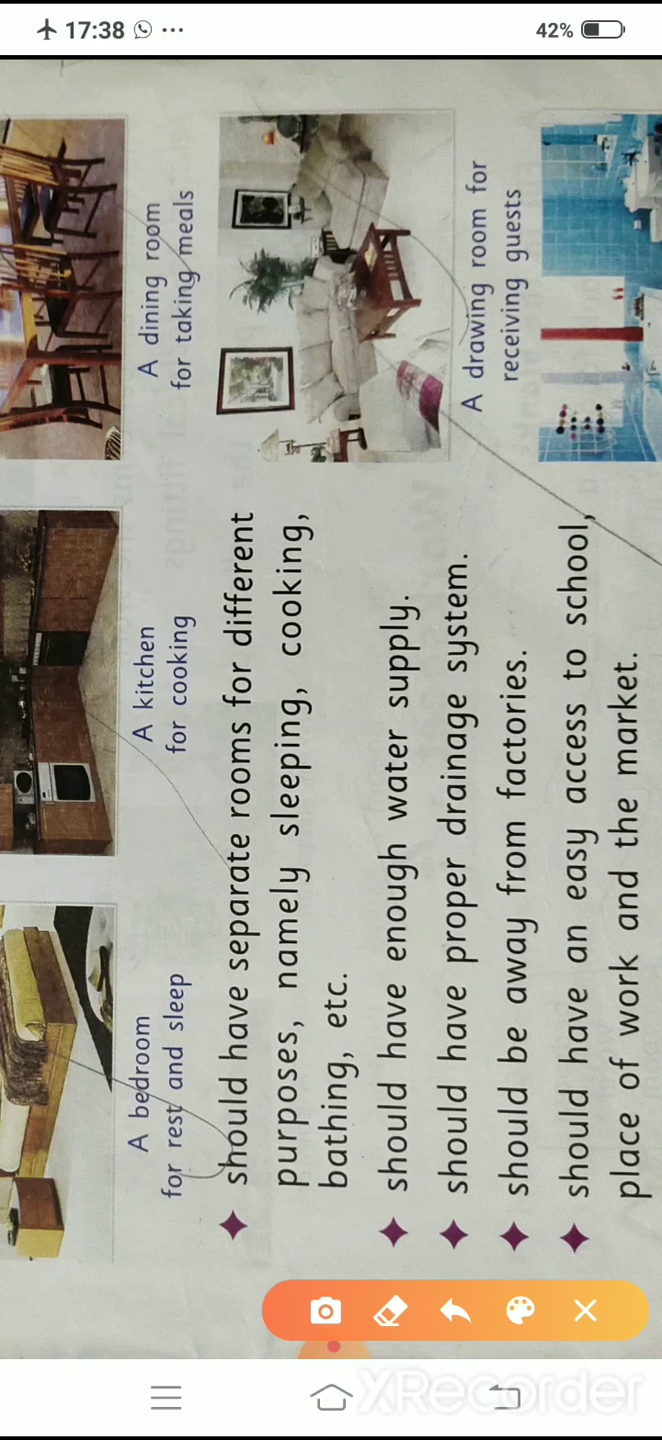 17:38
42%
A bedroom
for rest and sleep
A kitchen
for cooking
A dining room
for taking meals
should have separate rooms for different
purposes, namely sleeping, cooking,
bathing, etc.
A drawing room for
receiving guests
should have enough water supply.
should have proper drainage system.
should be away from factories.
should have an easy access to school,
place of work and the market.
XRecorder